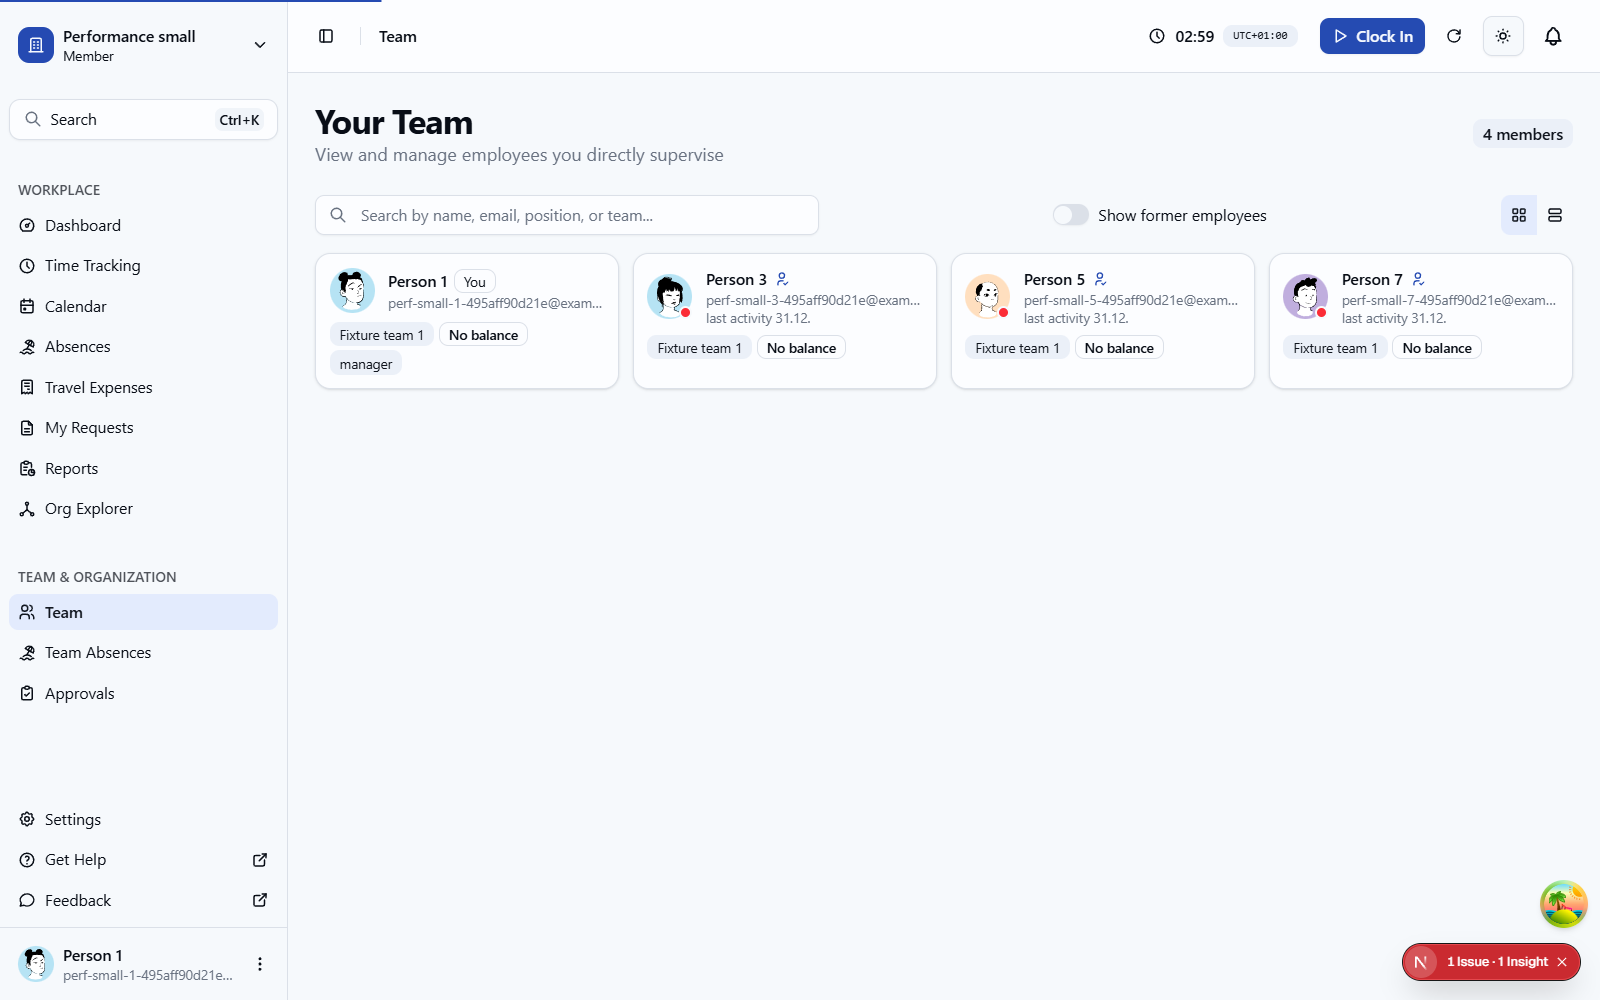 Performance small
Member
Search
Ctrl+K
WORKPLACE
Dashboard
Time Tracking
Calendar
Absences
Travel Expenses
My Requests
Reports
Org Explorer
TEAM & ORGANIZATION
Team
Team Absences
Approvals
Settings
Get Help
Feedback
Person 1
perf-small-1-495aff90d21e...
Team
02:59
UTC+01:00
Clock In
Your Team
View and manage employees you directly supervise
4 members
Search by name, email, position, or team...
Show former employees
Person 1
You
perf-small-1-495aff90d21e@exam...
Fixture team 1
No balance
manager
Person 3
perf-small-3-495aff90d21e@exam...
last activity 31.12.
Fixture team 1
No balance
Person 5
perf-small-5-495aff90d21e@exam...
last activity 31.12.
Fixture team 1
No balance
Person 7
perf-small-7-495aff90d21e@exam...
last activity 31.12.
Fixture team 1
No balance
N
1 Issue · 1 Insight